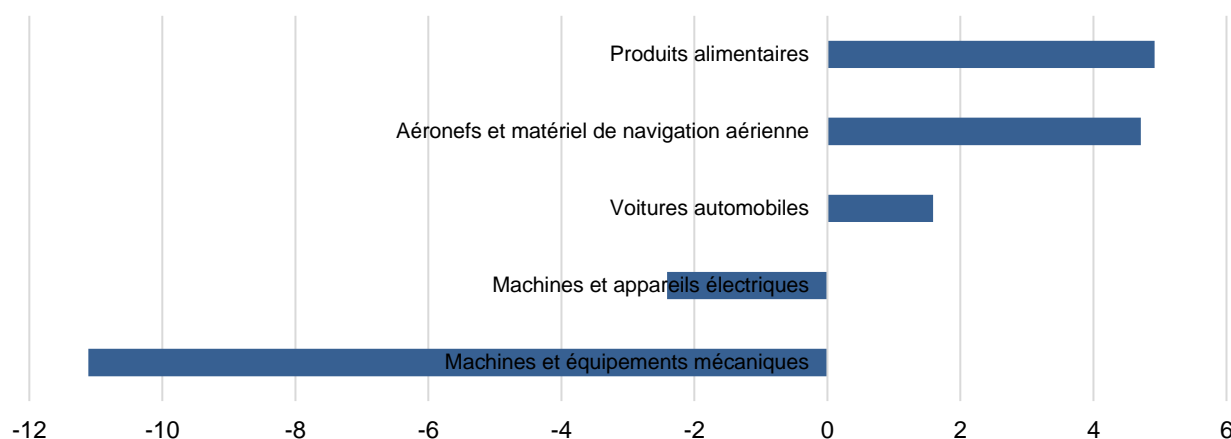 Produits alimentaires
Aéronefs et matériel de navigation aérienne
Voitures automobiles
Machines et appareils électriques
Machines et équipements mécaniques
-12 -10 -8 -6 -4 -2 0 2 4 6